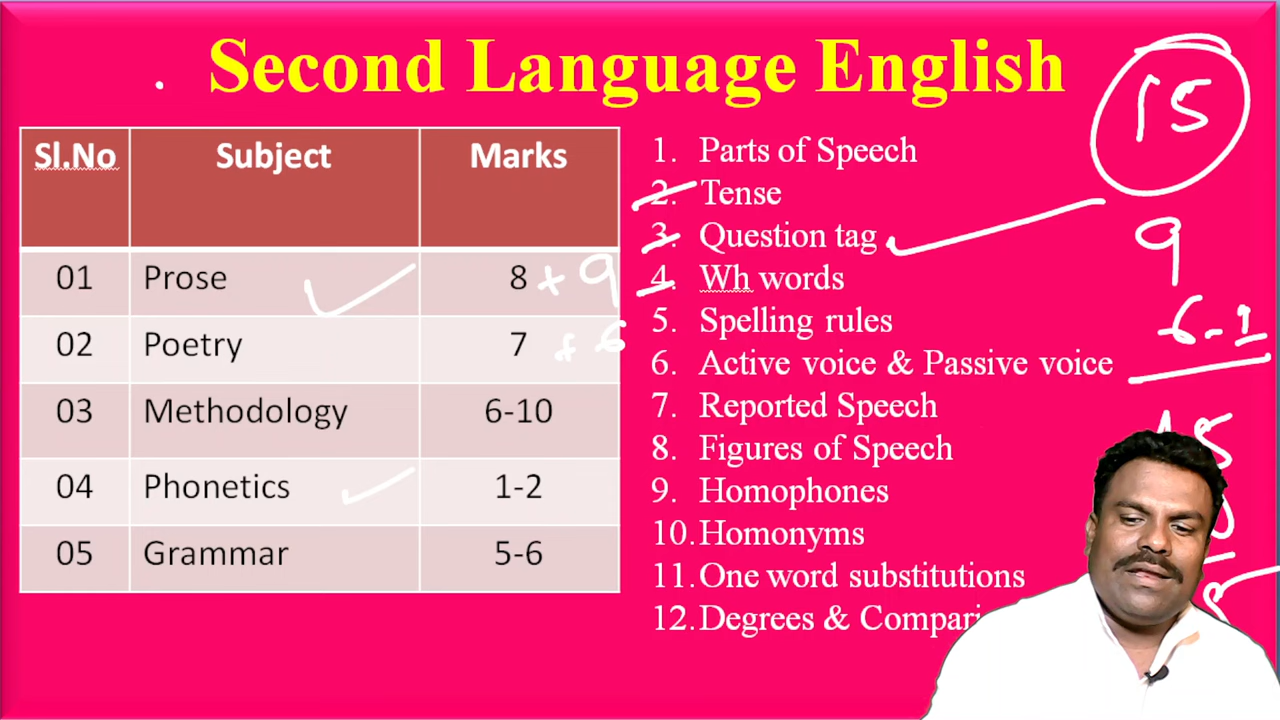 Second Language English
Sl.No Subject Marks
01 Prose 8 + 9
02 Poetry 7 + 6
03 Methodology 6-10
04 Phonetics 1-2
05 Grammar 5-6
1. Parts of Speech
2. Tense
3. Question tag
4. Wh words
5. Spelling rules
6. Active voice & Passive voice
7. Reported Speech
8. Figures of Speech
9. Homophones
10. Homonyms
11. One word substitutions
12. Degrees & Compari
15
9
15